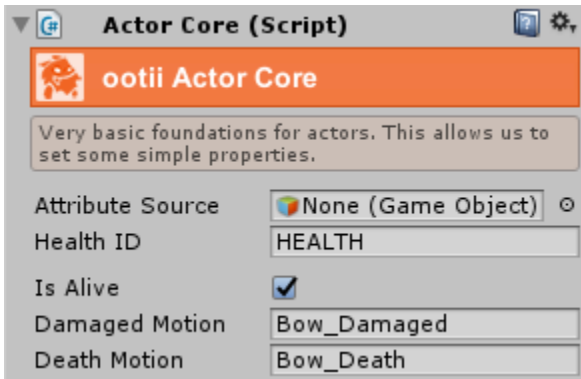 Actor Core (Script)
ootii Actor Core
Very basic foundations for actors. This allows us to
set some simple properties.
Attribute Source None (Game Object)
Health ID HEALTH
Is Alive
Damaged Motion Bow_Damaged
Death Motion Bow_Death